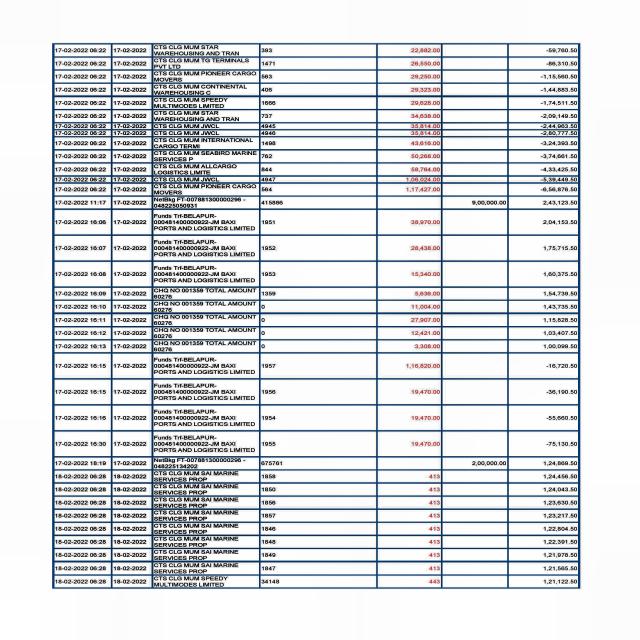 17-02-2022 06:22 17-02-2022 CTS CLG MUM STAR 393 22,882.00 -59,760.50
WAREHOUSING AND TRAN
17-02-2022 06:22 17-02-2022 CTS CLG MUM TG TERMINALS 1471 26,550.00 -86,310.50
PVT LTD
17-02-2022 06:22 17-02-2022 CTS CLG MUM PIONEER CARGO 563 29,250.00 -1,15,560.50
MOVERS
17-02-2022 06:22 17-02-2022 CTS CLG MUM CONTINENTAL 406 29,323.00 -1,44,883.50
WAREHOUSING C
17-02-2022 06:22 17-02-2022 CTS CLG MUM SPEEDY 1666 29,628.00 -1,74,511.50
MULTIMODES LIMITED
17-02-2022 06:22 17-02-2022 CTS CLG MUM STAR 737 34,638.00 -2,09,149.50
WAREHOUSING AND TRAN
17-02-2022 06:22 17-02-2022 CTS CLG MUM JWCL 4945 35,814.00 -2,44,963.50
17-02-2022 06:22 17-02-2022 CTS CLG MUM JWCL 4946 35,814.00 -2,80,777.50
17-02-2022 06:22 17-02-2022 CTS CLG MUM INTERNATIONAL 1498 43,616.00 -3,24,393.50
CARGO TERMI
17-02-2022 06:22 17-02-2022 CTS CLG MUM SEABIRD MARINE 762 50,268.00 -3,74,661.50
SERVICES P
17-02-2022 06:22 17-02-2022 CTS CLG MUM ALLCARGO 844 58,764.00 -4,33,425.50
LOGISTICS LIMITE
17-02-2022 06:22 17-02-2022 CTS CLG MUM JWCL 4947 1,06,024.00 -5,39,449.50
17-02-2022 06:22 17-02-2022 CTS CLG MUM PIONEER CARGO 564 1,17,427.00 -6,56,876.50
MOVERS
17-02-2022 11:17 17-02-2022 NetBkg FT-007881300000296 - 415886 9,00,000.00 2,43,123.50
048225050931
17-02-2022 16:06 17-02-2022 Funds Trf-BELAPUR- 1951 38,970.00 2,04,153.50
000481400000922-JM BAXI
PORTS AND LOGISTICS LIMITED
17-02-2022 16:07 17-02-2022 Funds Trf-BELAPUR- 1952 28,438.00 1,75,715.50
000481400000922-JM BAXI
PORTS AND LOGISTICS LIMITED
17-02-2022 16:08 17-02-2022 Funds Trf-BELAPUR- 1953 15,340.00 1,60,375.50
000481400000922-JM BAXI
PORTS AND LOGISTICS LIMITED
17-02-2022 16:09 17-02-2022 CHQ NO 001359 TOTAL AMOUNT 1359 5,636.00 1,54,739.50
60276
17-02-2022 16:10 17-02-2022 CHQ NO 001359 TOTAL AMOUNT 0 11,004.00 1,43,735.50
60276
17-02-2022 16:11 17-02-2022 CHQ NO 001359 TOTAL AMOUNT 0 27,907.00 1,15,828.50
60276
17-02-2022 16:12 17-02-2022 CHQ NO 001359 TOTAL AMOUNT 0 12,421.00 1,03,407.50
60276
17-02-2022 16:13 17-02-2022 CHQ NO 001359 TOTAL AMOUNT 0 3,308.00 1,00,099.50
60276
17-02-2022 16:15 17-02-2022 Funds Trf-BELAPUR- 1957 1,16,820.00 -16,720.50
000481400000922-JM BAXI
PORTS AND LOGISTICS LIMITED
17-02-2022 16:15 17-02-2022 Funds Trf-BELAPUR- 1956 19,470.00 -36,190.50
000481400000922-JM BAXI
PORTS AND LOGISTICS LIMITED
17-02-2022 16:16 17-02-2022 Funds Trf-BELAPUR- 1954 19,470.00 -55,660.50
000481400000922-JM BAXI
PORTS AND LOGISTICS LIMITED
17-02-2022 16:30 17-02-2022 Funds Trf-BELAPUR- 1955 19,470.00 -75,130.50
000481400000922-JM BAXI
PORTS AND LOGISTICS LIMITED
17-02-2022 18:19 17-02-2022 NetBkg FT-007881300000296 - 675761 2,00,000.00 1,24,869.50
048225134202
18-02-2022 06:28 18-02-2022 CTS CLG MUM SAI MARINE 1858 413 1,24,456.50
SERVICES PROP
18-02-2022 06:28 18-02-2022 CTS CLG MUM SAI MARINE 1850 413 1,24,043.50
SERVICES PROP
18-02-2022 06:28 18-02-2022 CTS CLG MUM SAI MARINE 1856 413 1,23,630.50
SERVICES PROP
18-02-2022 06:28 18-02-2022 CTS CLG MUM SAI MARINE 1857 413 1,23,217.50
SERVICES PROP
18-02-2022 06:28 18-02-2022 CTS CLG MUM SAI MARINE 1846 413 1,22,804.50
SERVICES PROP
18-02-2022 06:28 18-02-2022 CTS CLG MUM SAI MARINE 1848 413 1,22,391.50
SERVICES PROP
18-02-2022 06:28 18-02-2022 CTS CLG MUM SAI MARINE 1849 413 1,21,978.50
SERVICES PROP
18-02-2022 06:28 18-02-2022 CTS CLG MUM SAI MARINE 1847 413 1,21,565.50
SERVICES PROP
18-02-2022 06:28 18-02-2022 CTS CLG MUM SPEEDY 34148 443 1,21,122.50
MULTIMODES LIMITED